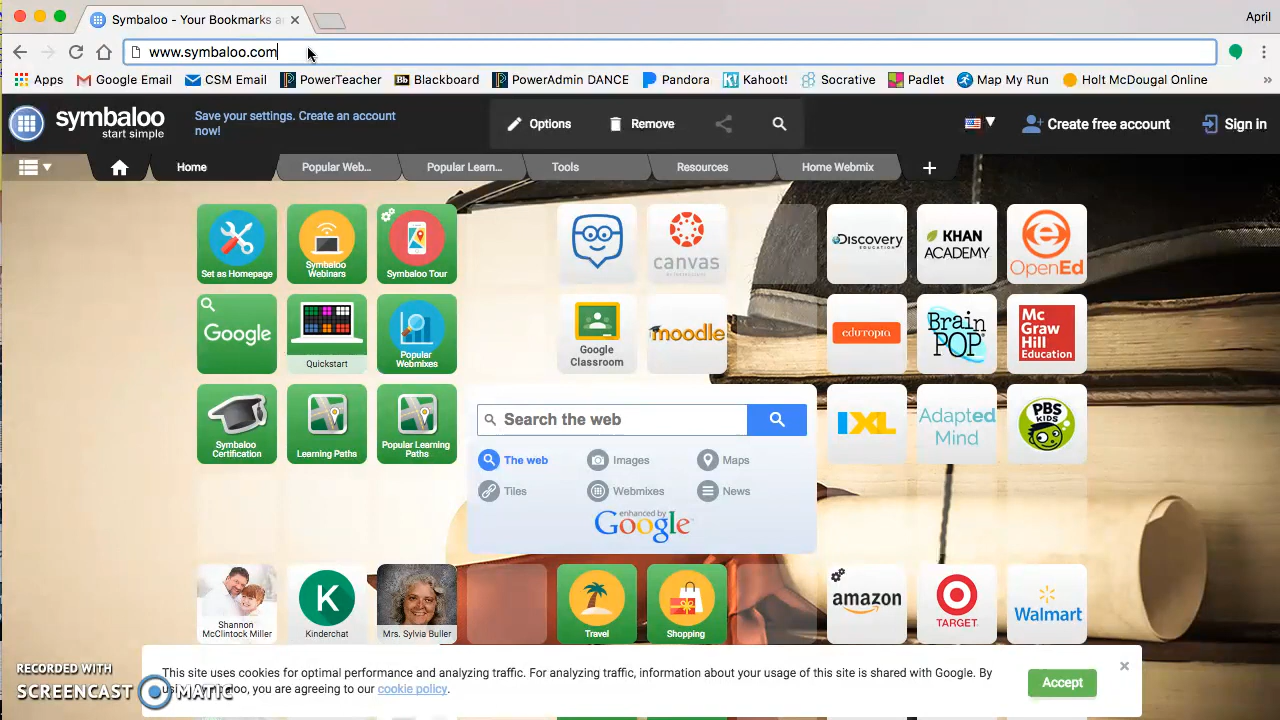 Symbaloo - Your Bookmarks a
April
www.symbaloo.com
Apps
Google Email
CSM Email
PowerTeacher
Bb Blackboard
PowerAdmin DANCE
Pandora
K! Kahoot!
Socrative
Padlet
Map My Run
Holt McDougal Online
»
symbaloo
start simple
Save your settings. Create an account
now!
Options
Remove
Create free account
Sign in
Home
Popular Web...
Popular Learn...
Tools
Resources
Home Webmix
+
Set as Homepage
Symbaloo
Webinars
Symbaloo Tour
canvas
Discovery
EDUCATION
KHAN
ACADEMY
OpenEd
Google
Quickstart
Popular
Webmixes
Google
Classroom
moodle
edutopia
Brain
POP
Mc
Graw
Hill
Education
Symbaloo
Certification
Learning Paths
Popular Learning
Paths
Search the web
IXL
Adapted
Mind
PBS
KIDS
The web
Images
Maps
Tiles
Webmixes
News
enhanced by
Google
Shannon
McClintock Miller
K
Kinderchat
Mrs. Sylvia Buller
Travel
Shopping
amazon
TARGET
Walmart
RECORDED WITH
SCREENCAST MATIC
This site uses cookies for optimal performance and analyzing traffic. For analyzing traffic, information about your usage of this site is shared with Google. By
you are agreeing to our cookie policy.
Accept